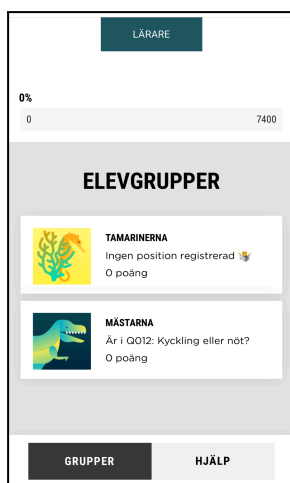 LÄRARE
0%
0 7400
ELEVGRUPPER
TAMARINERNA
Ingen position registrerad 🤷
0 poäng
MÄSTARNA
Är i Q012: Kyckling eller nöt?
0 poäng
GRUPPER HJÄLP